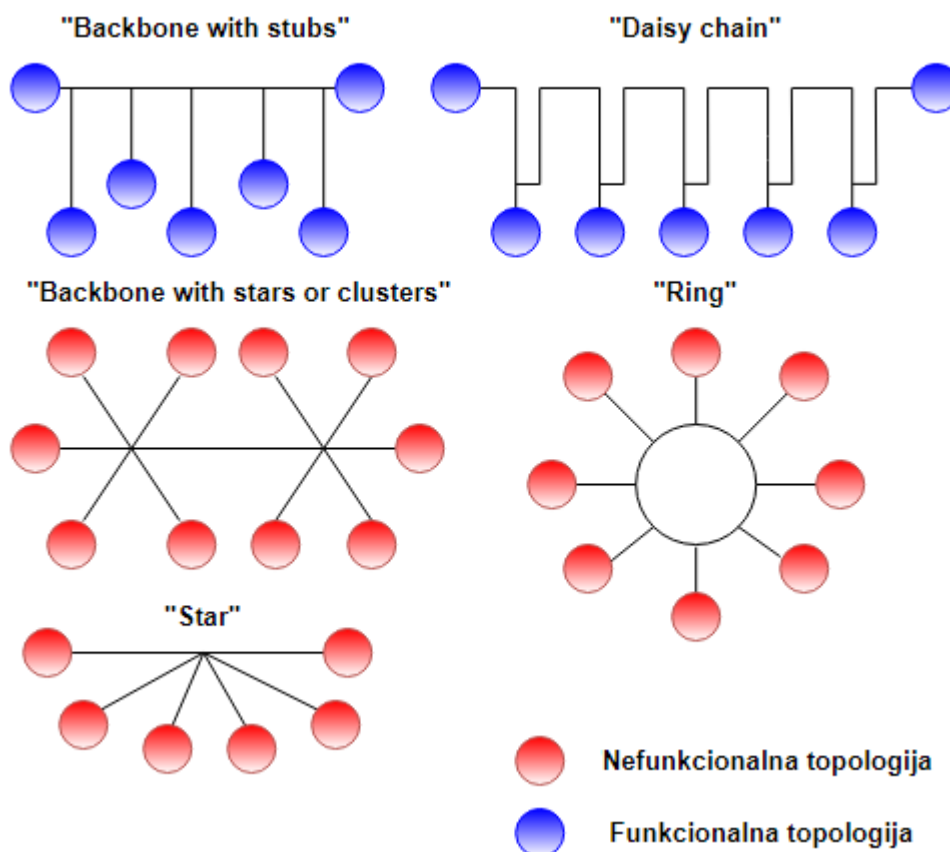 "Backbone with stubs"
"Daisy chain"
"Backbone with stars or clusters"
"Ring"
"Star"
Nefunkcionalna topologija
Funkcionalna topologija